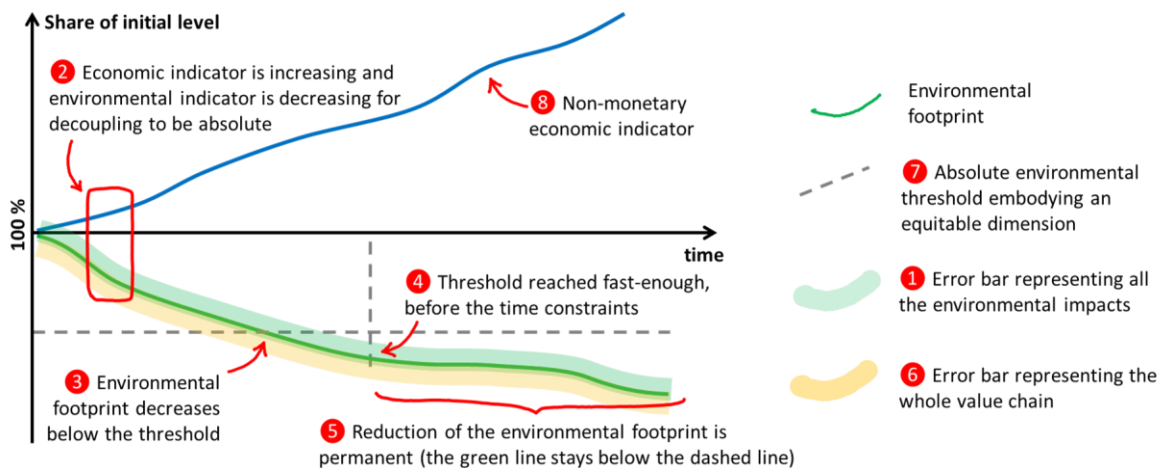 Share of initial level
2 Economic indicator is increasing and
environmental indicator is decreasing for
decoupling to be absolute
8 Non-monetary
economic indicator
100 %
time
4 Threshold reached fast-enough,
before the time constraints
3 Environmental
footprint decreases
below the threshold
5 Reduction of the environmental footprint is
permanent (the green line stays below the dashed line)
Environmental
footprint
7 Absolute environmental
threshold embodying an
equitable dimension
1 Error bar representing all
the environmental impacts
6 Error bar representing the
whole value chain